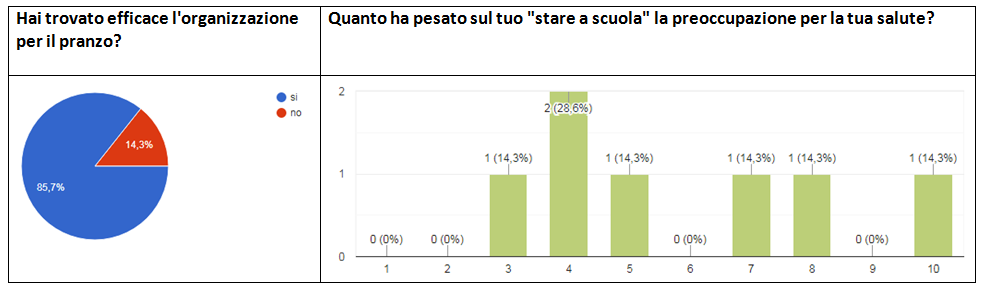 Hai trovato efficace l'organizzazione
per il pranzo?
Quanto ha pesato sul tuo "stare a scuola" la preoccupazione per la tua salute?
si
no
14,3%
85,7%
2
1
0
0 (0%)
0 (0%)
1 (14,3%)
2 (28,6%)
1 (14,3%)
0 (0%)
1 (14,3%)
1 (14,3%)
0 (0%)
1 (14,3%)
1 2 3 4 5 6 7 8 9 10